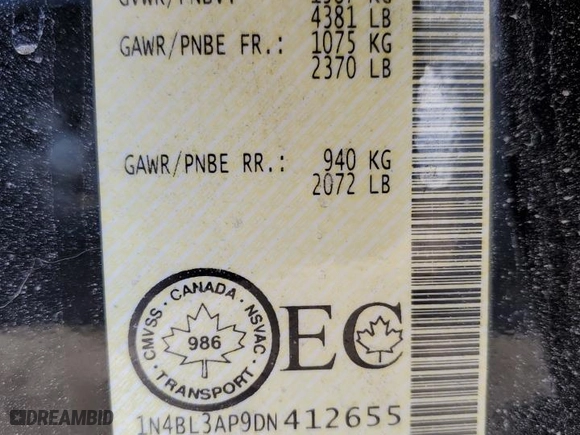 4381 LB
GAWR/PNBE FR.: 1075 KG
2370 LB
GAWR/PNBE RR.: 940 KG
2072 LB
CMVSS · CANADA · NSVAC · TRANSPORT ·
986
EC
1N4BL3AP9DN412655
DREAMBID